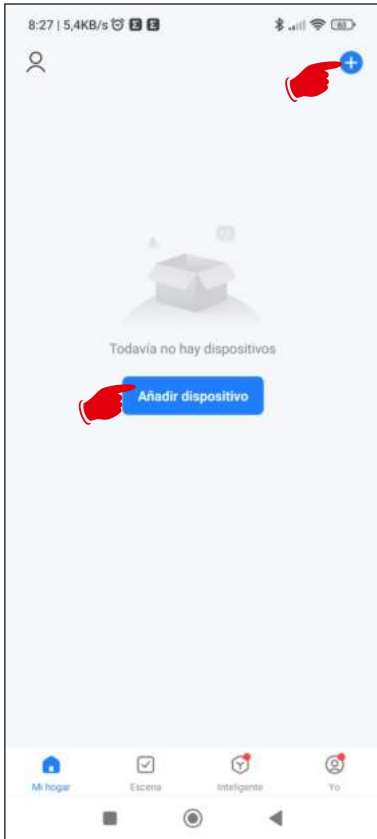 8:27 | 5,4KB/s
Todavía no hay dispositivos
Añadir dispositivo
Mi hogar
Escena
Inteligente
Yo